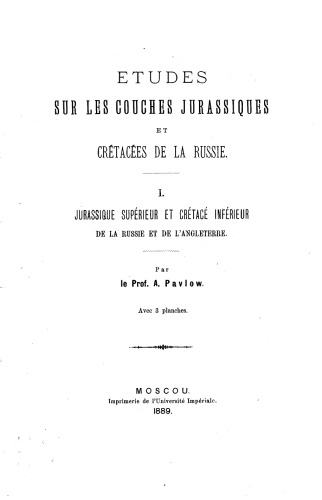 ETUDES
SUR LES COUCHES JURASSIQUES
ET
CRÉTACÉES DE LA RUSSIE.
I.
JURASSIQUE SUPÉRIEUR ET CRÉTACÉ INFÉRIEUR
DE LA RUSSIE ET DE L'ANGLETERRE.
Par
le Prof. A. Pavlow.
Avec 3 planches.
MOSCOU.
Imprimerie de l'Université Impériale.
1889.